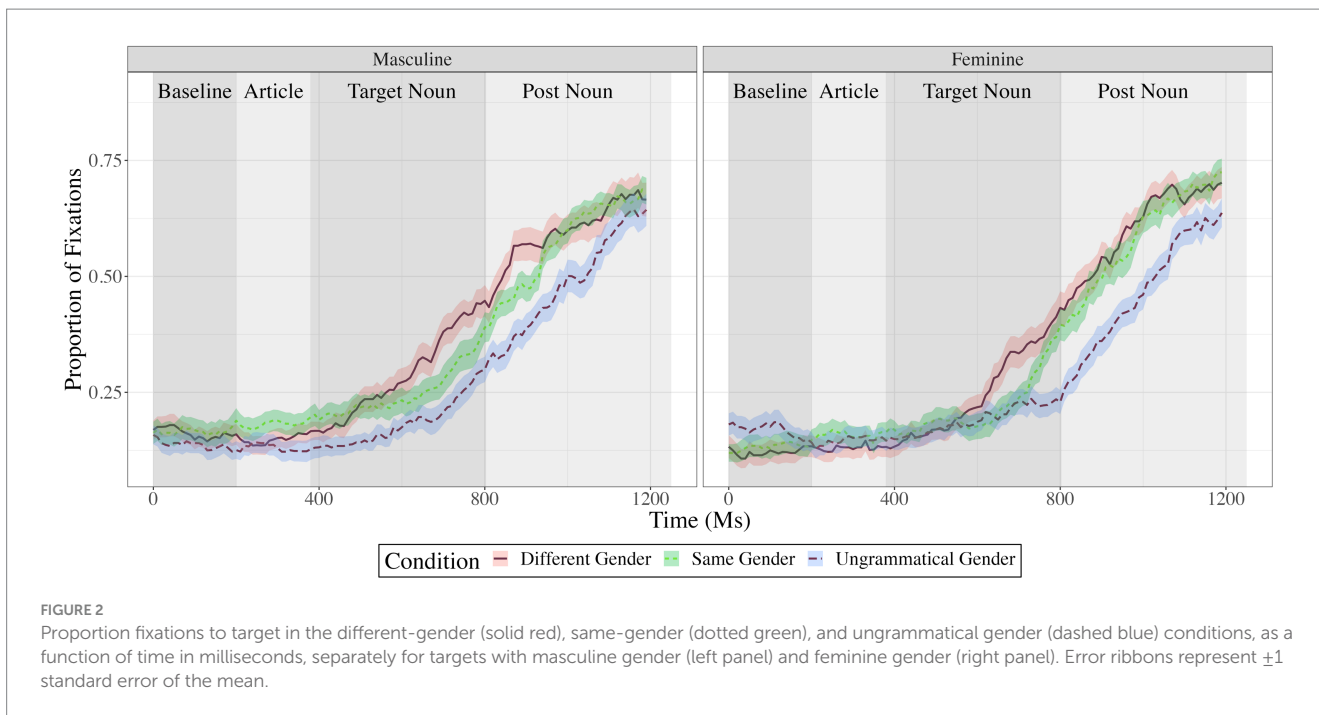 Masculine
Feminine
Baseline Article Target Noun Post Noun
Baseline Article Target Noun Post Noun
Proportion of Fixations
0.75
0.50
0.25
0 400 800 1200
0 400 800 1200
Time (Ms)
Condition Different Gender Same Gender Ungrammatical Gender
FIGURE 2
Proportion fixations to target in the different-gender (solid red), same-gender (dotted green), and ungrammatical gender (dashed blue) conditions, as a
function of time in milliseconds, separately for targets with masculine gender (left panel) and feminine gender (right panel). Error ribbons represent ±1
standard error of the mean.